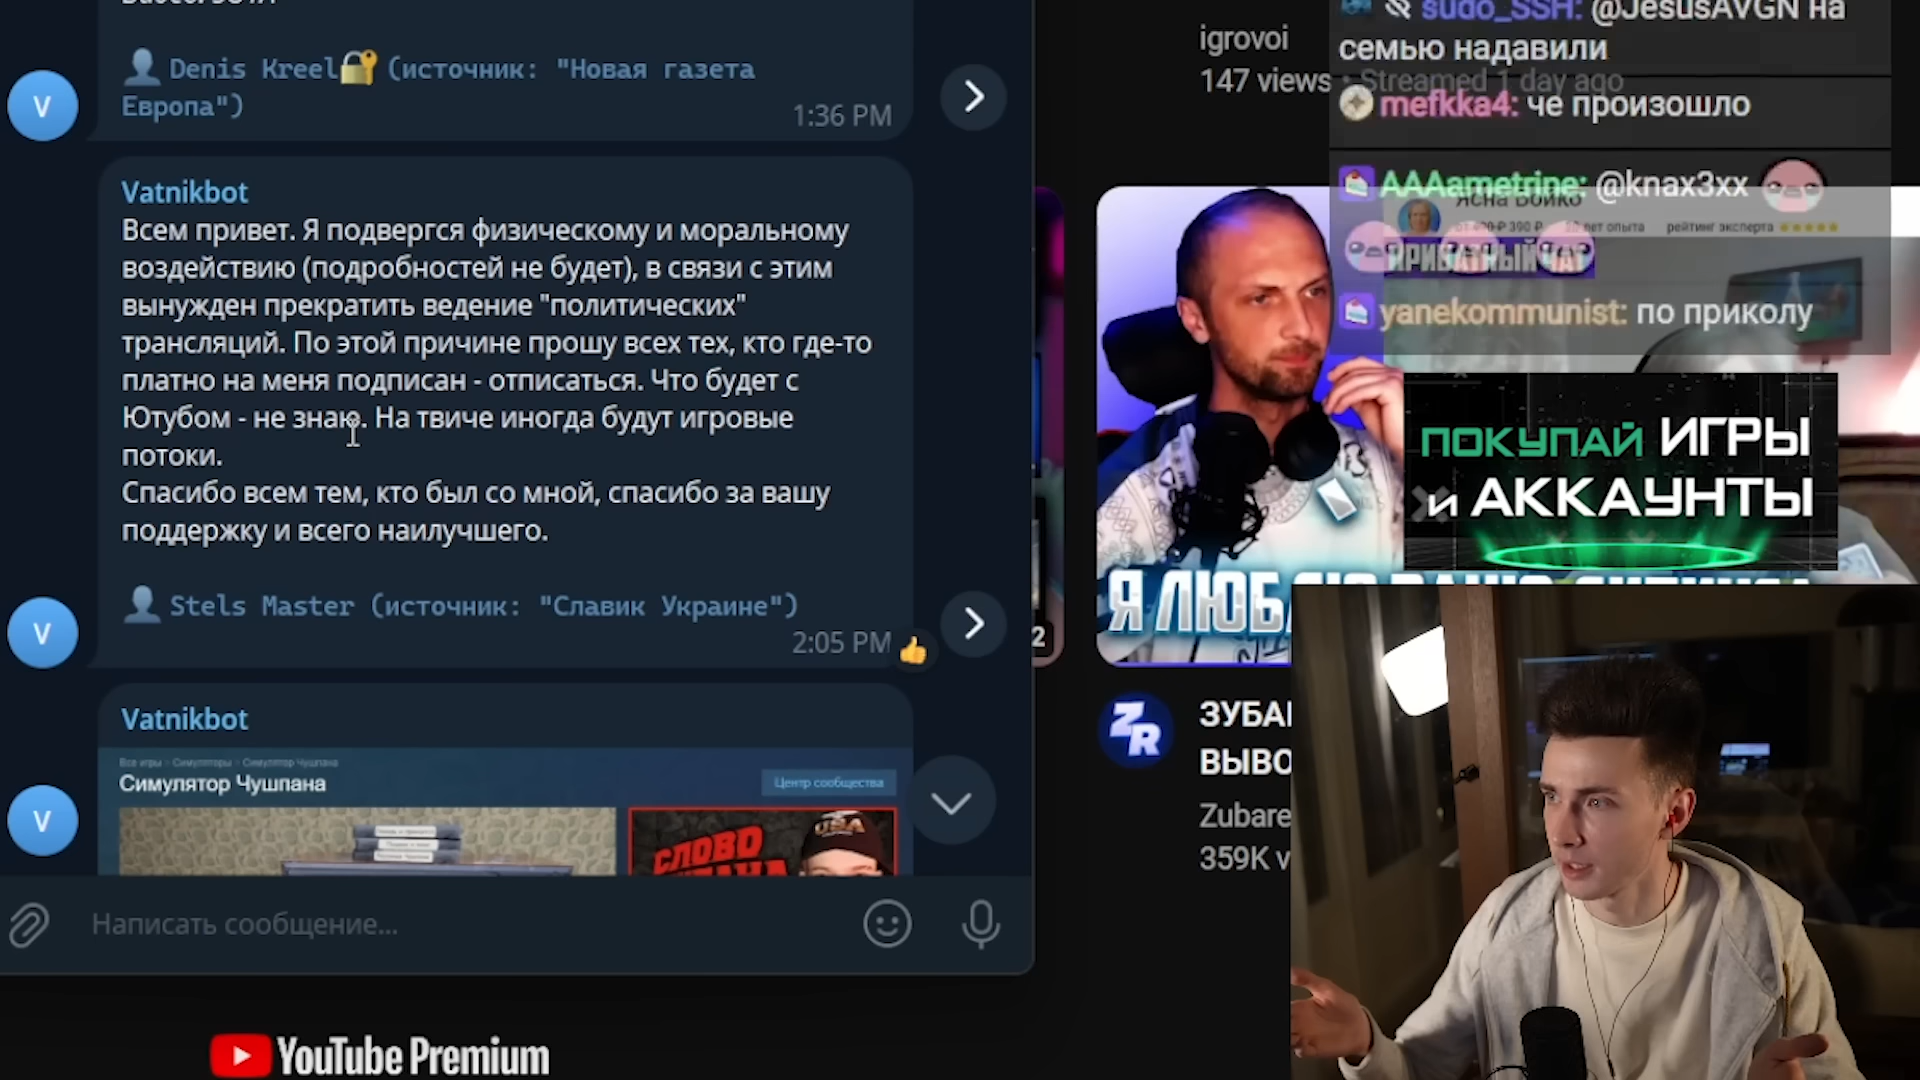 Denis Kreel🔐 (источник: "Новая газета
Европа")
1:36 PM
V
Vatnikbot
Всем привет. Я подвергся физическому и моральному
воздействию (подробностей не будет), в связи с этим
вынужден прекратить ведение "политических"
трансляций. По этой причине прошу всех тех, кто где-то
платно на меня подписан - отписаться. Что будет с
Ютубом - не знаю. На твиче иногда будут игровые
потоки.
Спасибо всем тем, кто был со мной, спасибо за вашу
поддержку и всего наилучшего.
Stels Master (источник: "Славик Украине")
2:05 PM
V
Vatnikbot
Все игры > Симуляторы > Симулятор Чушпана
Симулятор Чушпана
Центр сообщества
V
СЛОВО
USA
Написать сообщение...
YouTube Premium
igrovoi
147 views • Streamed 1 day ago
sudo_SSH: @JesusAVGN на
семью надавили
mefkka4: че произошло
AAAametrine: @knax3xx
Ясна Бойко
390 ₽
лет опыта
рейтинг эксперта
ПРИВАТНЫЙ ЧАТ
yanekommunist: по приколу
ПОКУПАЙ ИГРЫ
и АККАУНТЫ
Я ЛЮБ
2
ZR
ЗУБА
ВЫВО
Zubare
359K v